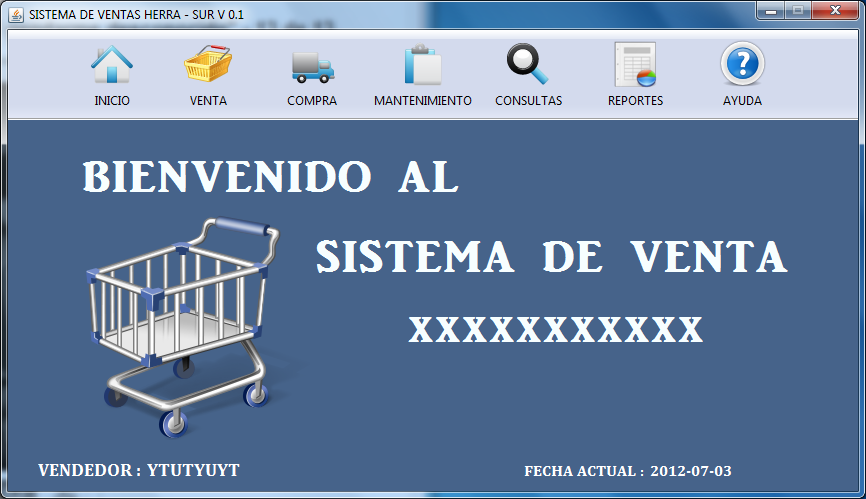 SISTEMA DE VENTAS HERRA - SUR V 0.1
INICIO VENTA COMPRA MANTENIMIENTO CONSULTAS REPORTES AYUDA
BIENVENIDO AL
SISTEMA DE VENTA
XXXXXXXXXXX
VENDEDOR : YTUTYUYT FECHA ACTUAL : 2012-07-03